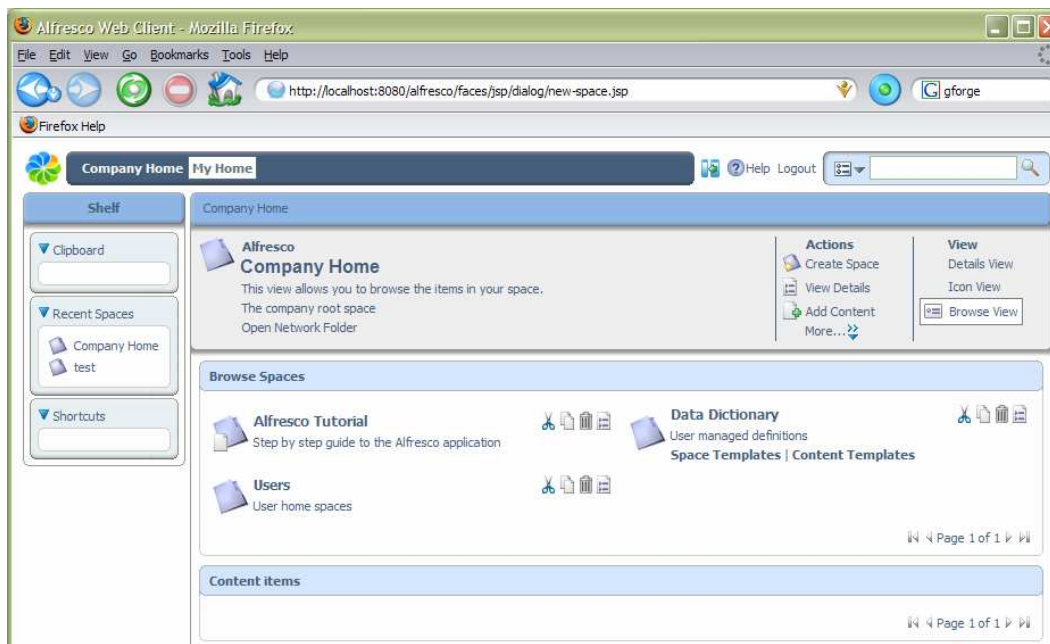 Alfresco Web Client - Mozilla Firefox
File Edit View Go Bookmarks Tools Help
http://localhost:8080/alfresco/faces/jsp/dialog/new-space.jsp
G gforge
Firefox Help
Company Home My Home
Help Logout
Shelf
Clipboard
Recent Spaces
Company Home
test
Shortcuts
Company Home
Alfresco
Company Home
This view allows you to browse the items in your space.
The company root space
Open Network Folder
Actions
Create Space
View Details
Add Content
More...
View
Details View
Icon View
Browse View
Browse Spaces
Alfresco Tutorial
Step by step guide to the Alfresco application
Data Dictionary
User managed definitions
Space Templates | Content Templates
Users
User home spaces
Page 1 of 1
Content items
Page 1 of 1